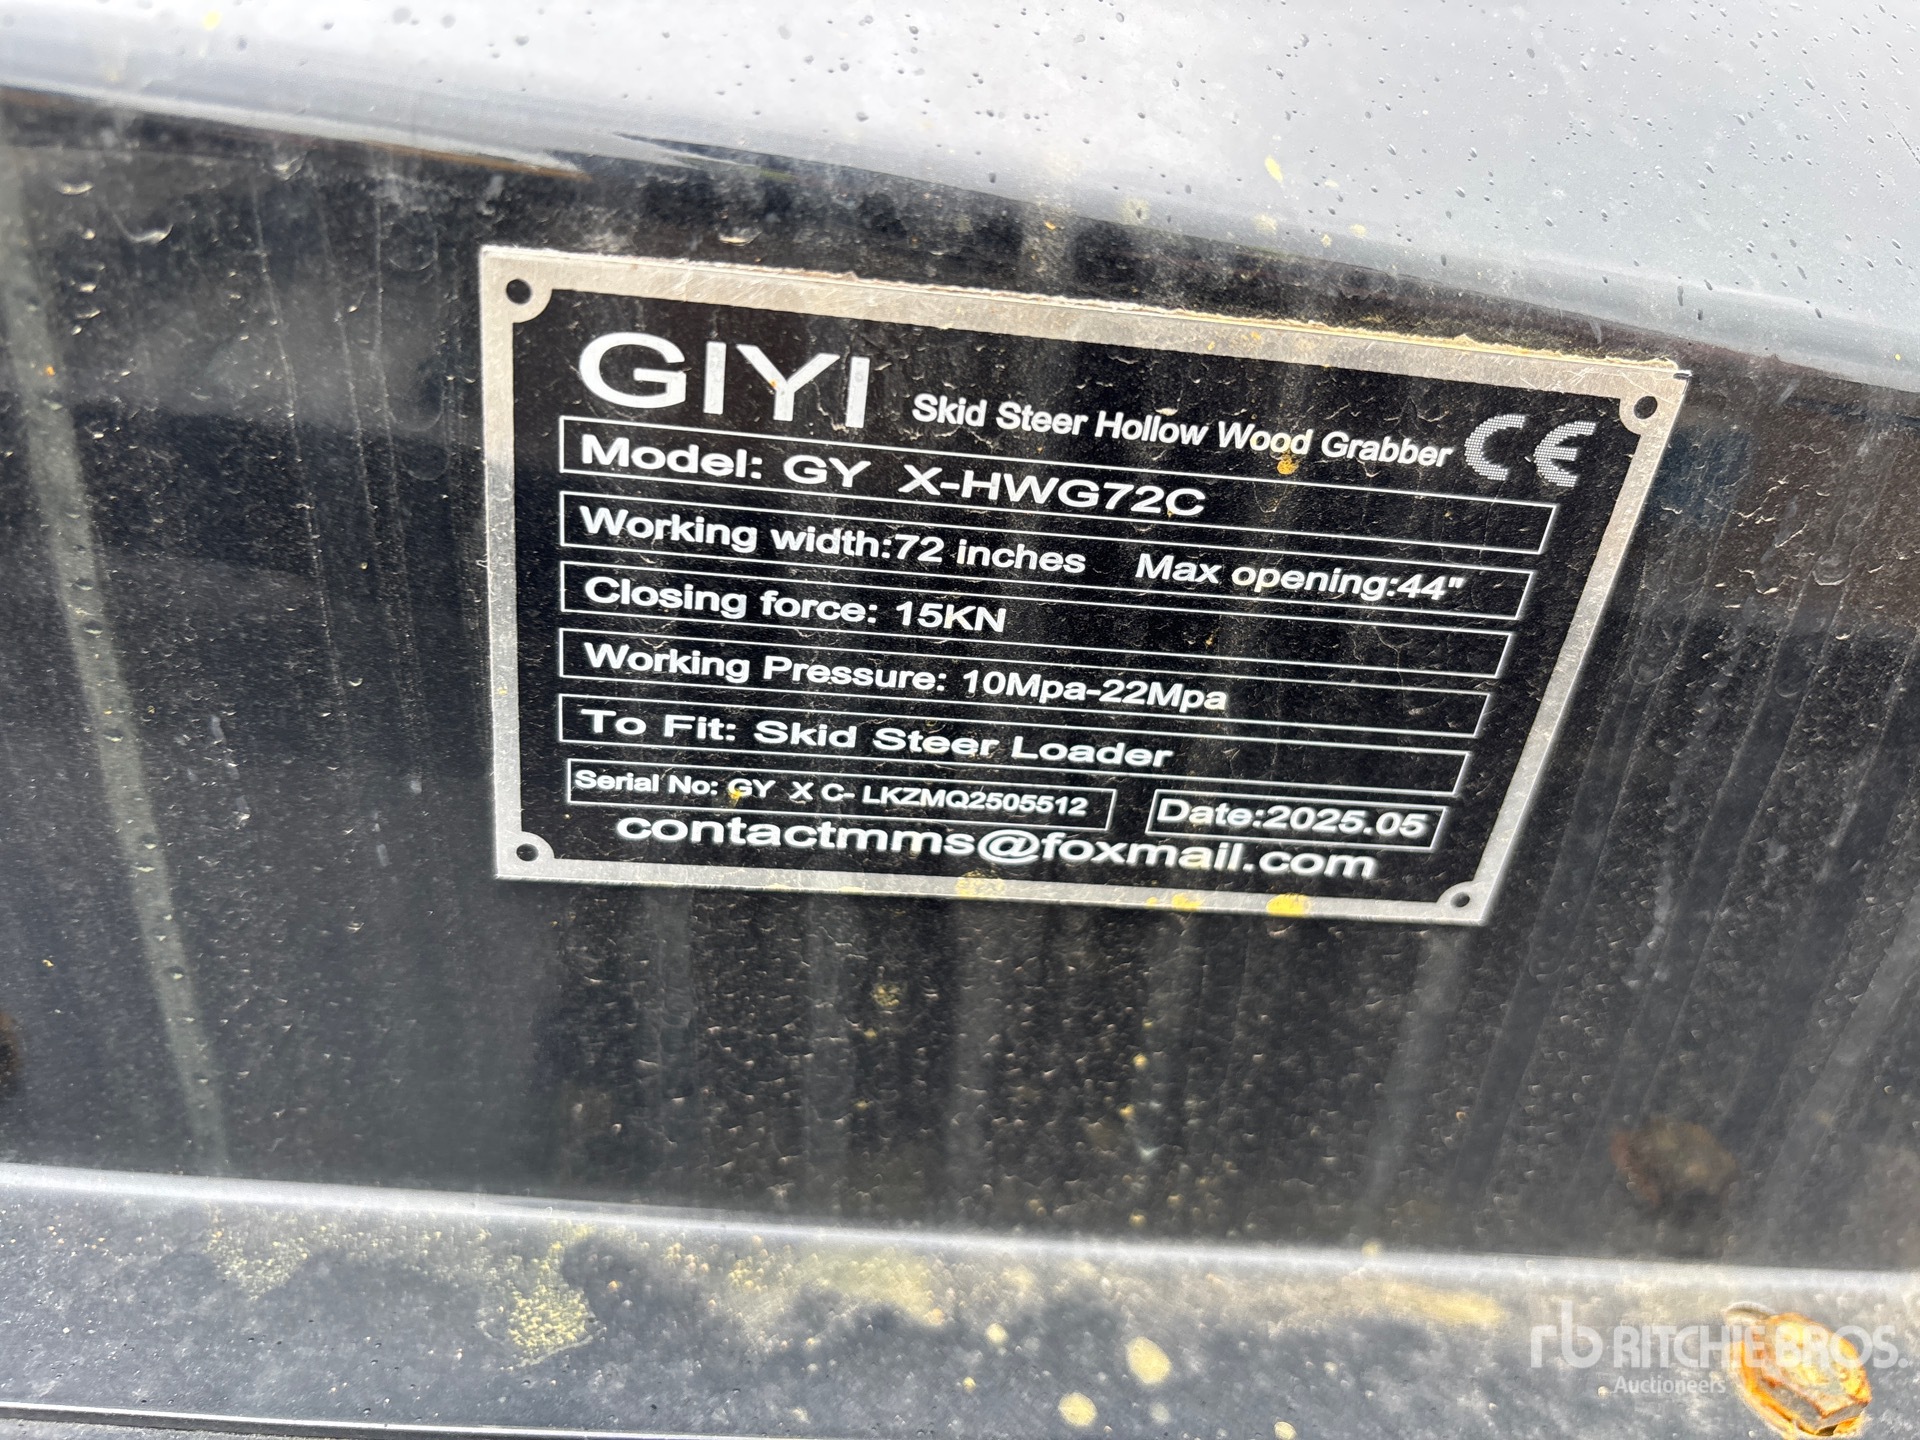 GIYI Skid Steer Hollow Wood Grabber CE
Model: GY X-HWG72C
Working width:72 inches Max opening:44"
Closing force: 15KN
Working Pressure: 10Mpa-22Mpa
To Fit: Skid Steer Loader
Serial No: GY X C- LKZMQ2505512 Date:2025.05
contactmms@foxmail.com
rb RITCHIE BROS.
Auctioneers